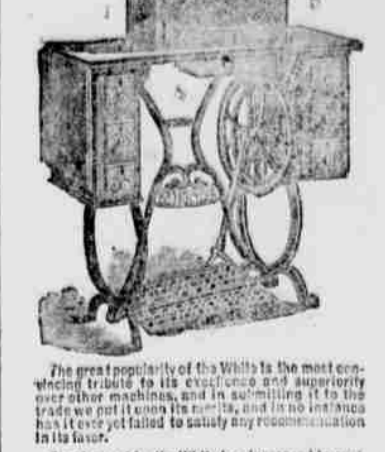 The great popularity of the White is the most con-
vincing tribute to its excellence and superiority
over other machines, and in submitting it to the
trade we put it upon its merits, and in no instance
has it ever yet failed to satisfy any recommendation
in its favor.